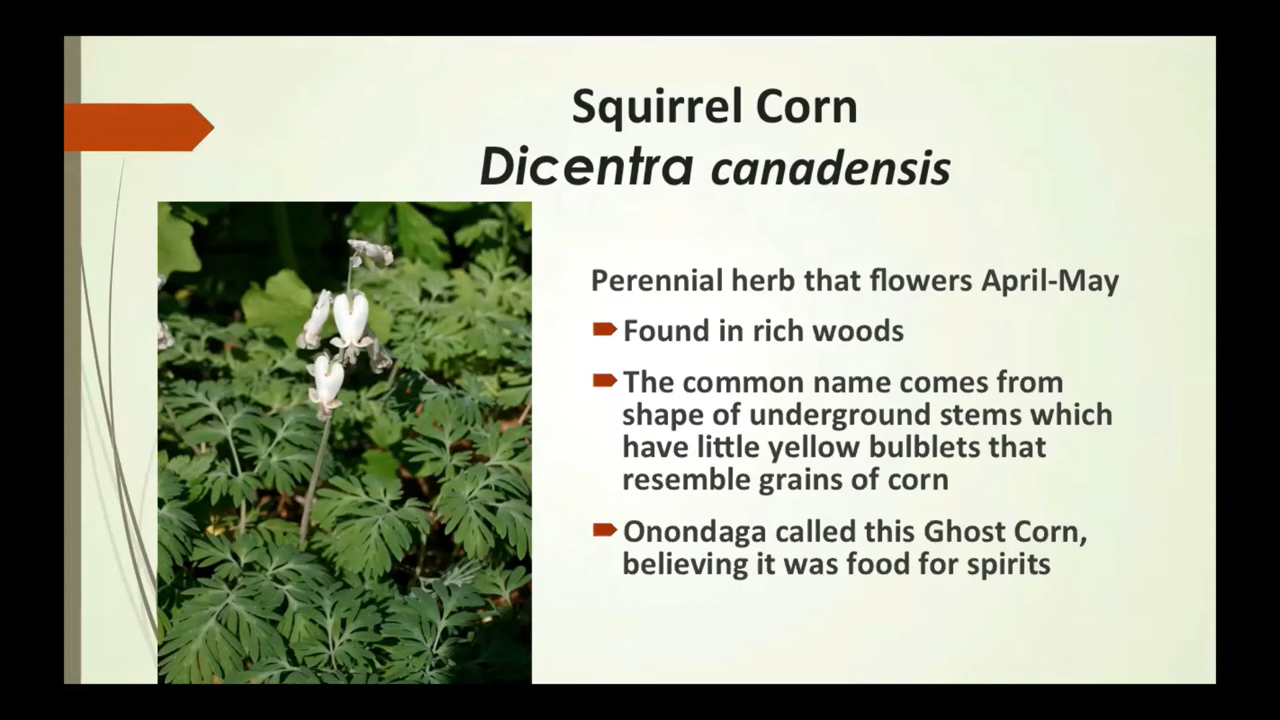 Squirrel Corn
Dicentra canadensis
Perennial herb that flowers April-May
Found in rich woods
The common name comes from
shape of underground stems which
have little yellow bulblets that
resemble grains of corn
Onondaga called this Ghost Corn,
believing it was food for spirits